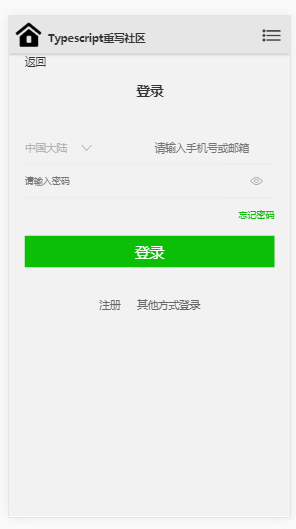 Typescript重写社区
返回
登录
中国大陆 请输入手机号或邮箱
请输入密码
忘记密码
登录
注册 其他方式登录